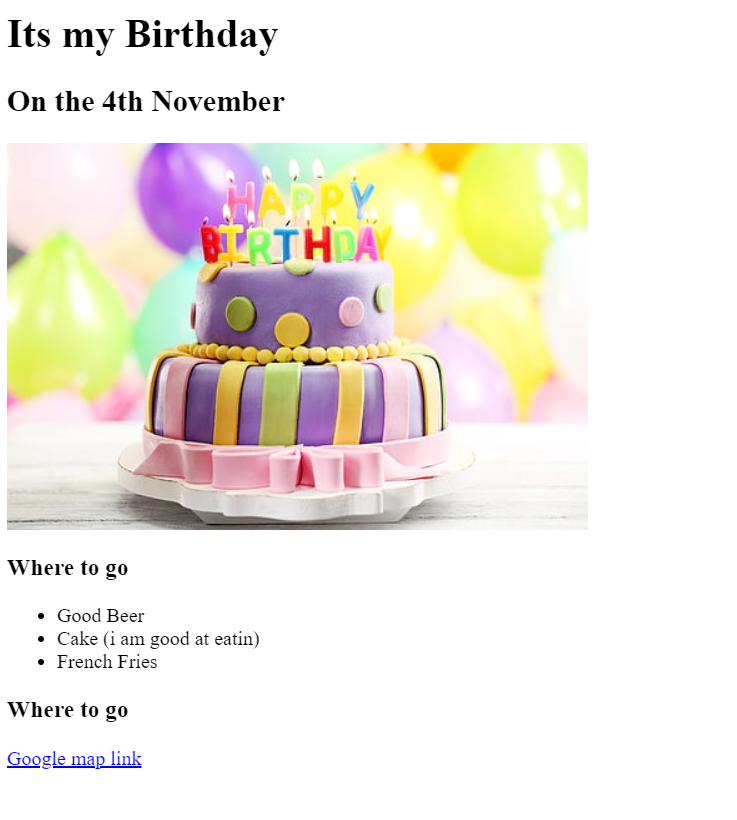 Its my Birthday
On the 4th November
HAPPY
BIRTHDAY
Where to go
Good Beer
Cake (i am good at eatin)
French Fries
Where to go
Google map link